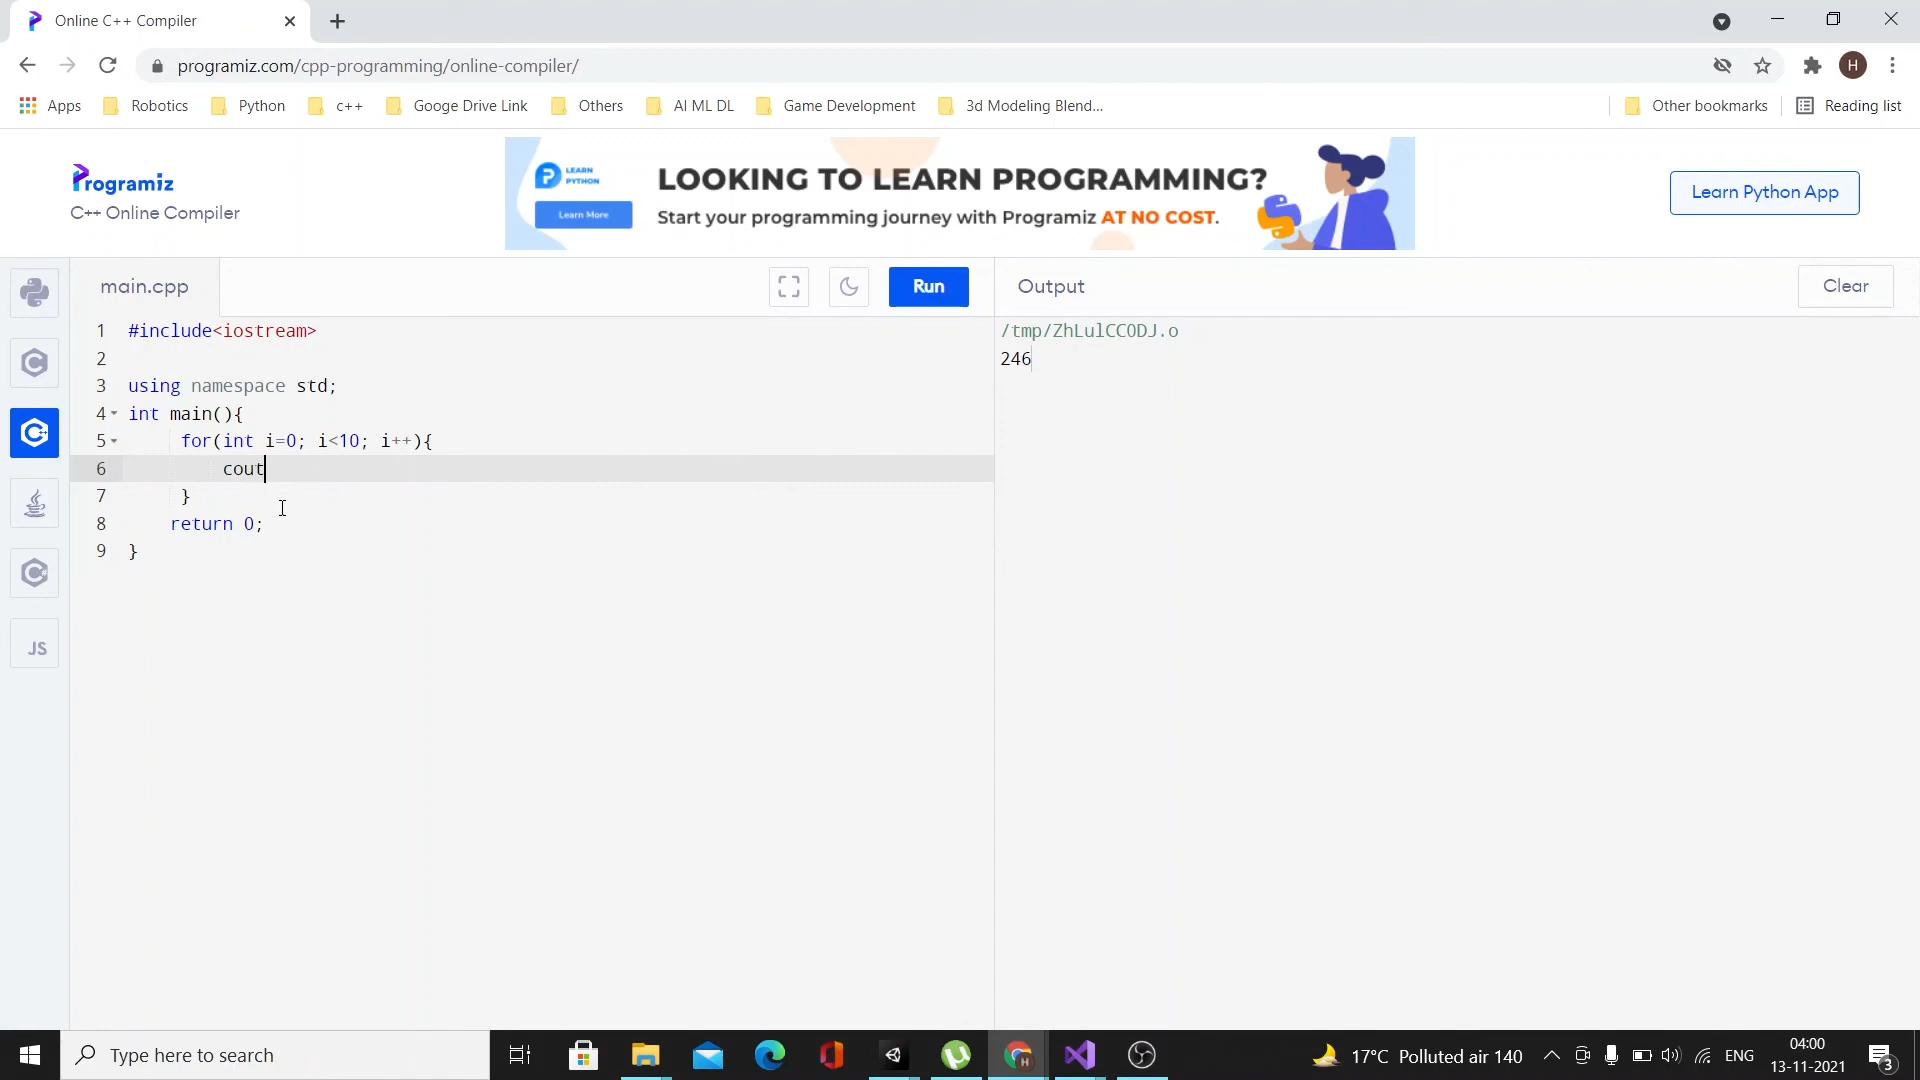 Online C++ Compiler
programiz.com/cpp-programming/online-compiler/
H
Apps Robotics Python c++ Googe Drive Link Others AI ML DL Game Development 3d Modeling Blend... Other bookmarks Reading list
Programiz
C++ Online Compiler
LEARN
PYTHON
Learn More
LOOKING TO LEARN PROGRAMMING?
Start your programming journey with Programiz AT NO COST.
Learn Python App
main.cpp Run Output Clear
1 #include<iostream>
2
3 using namespace std;
4 int main(){
5 for(int i=0; i<10; i++){
6 cout
7 }
8 return 0;
9 }
/tmp/ZhLulCCODJ.o
246
JS
Type here to search
17°C Polluted air 140
ENG
04:00
13-11-2021
3